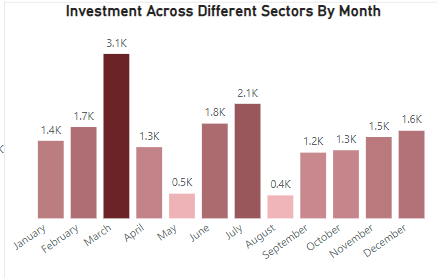 Investment Across Different Sectors By Month
3.1K
2.1K
1.8K
1.7K
1.6K
1.5K
1.4K
1.3K
1.3K
1.2K
0.5K
0.4K
K
January
February
March
April
May
June
July
August
September
October
November
December